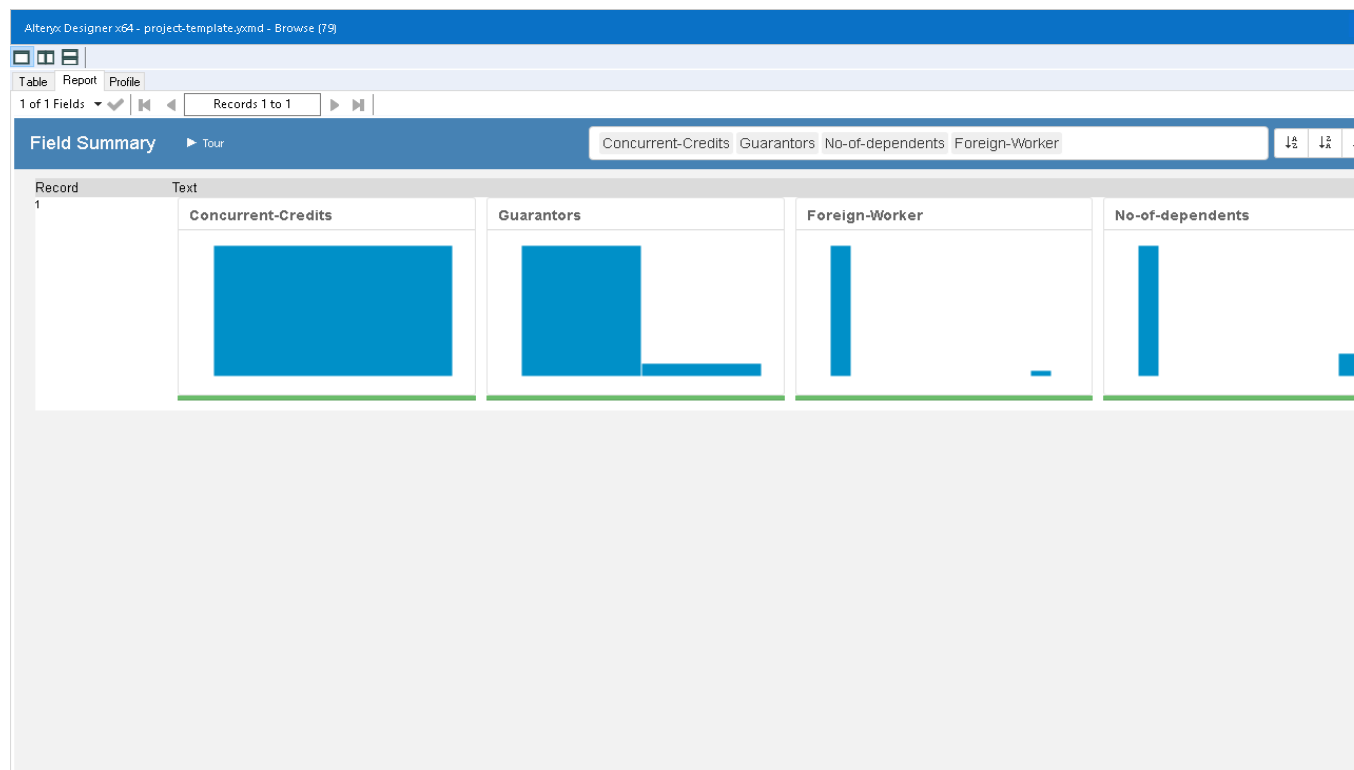 Alteryx Designer x64 - project-template.yxmd - Browse (79)
Table Report Profile
1 of 1 Fields Records 1 to 1
Field Summary Tour Concurrent-Credits Guarantors No-of-dependents Foreign-Worker
Record Text
1
Concurrent-Credits Guarantors Foreign-Worker No-of-dependents